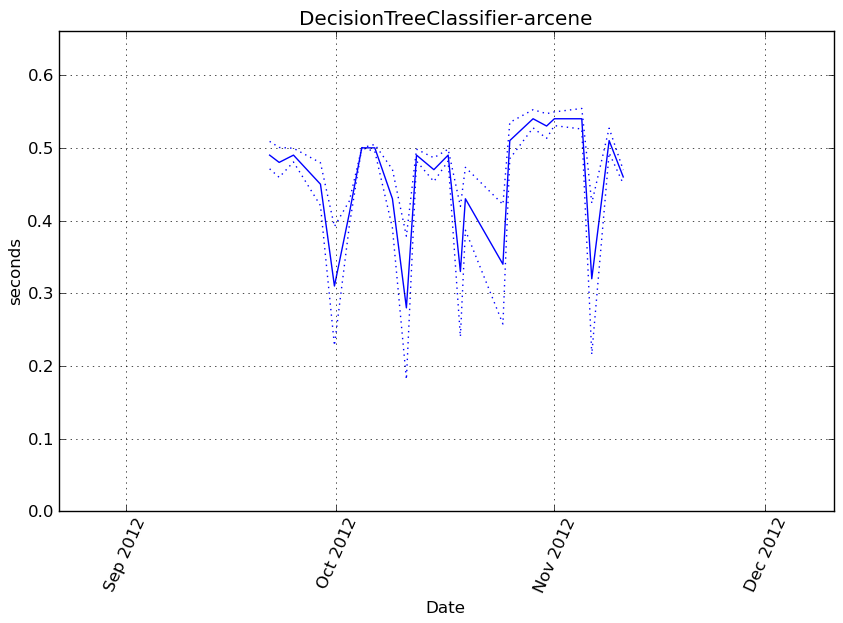 DecisionTreeClassifier-arcene
0.6
0.5
0.4
0.3
0.2
0.1
0.0
seconds
Sep 2012
Oct 2012
Nov 2012
Dec 2012
Date